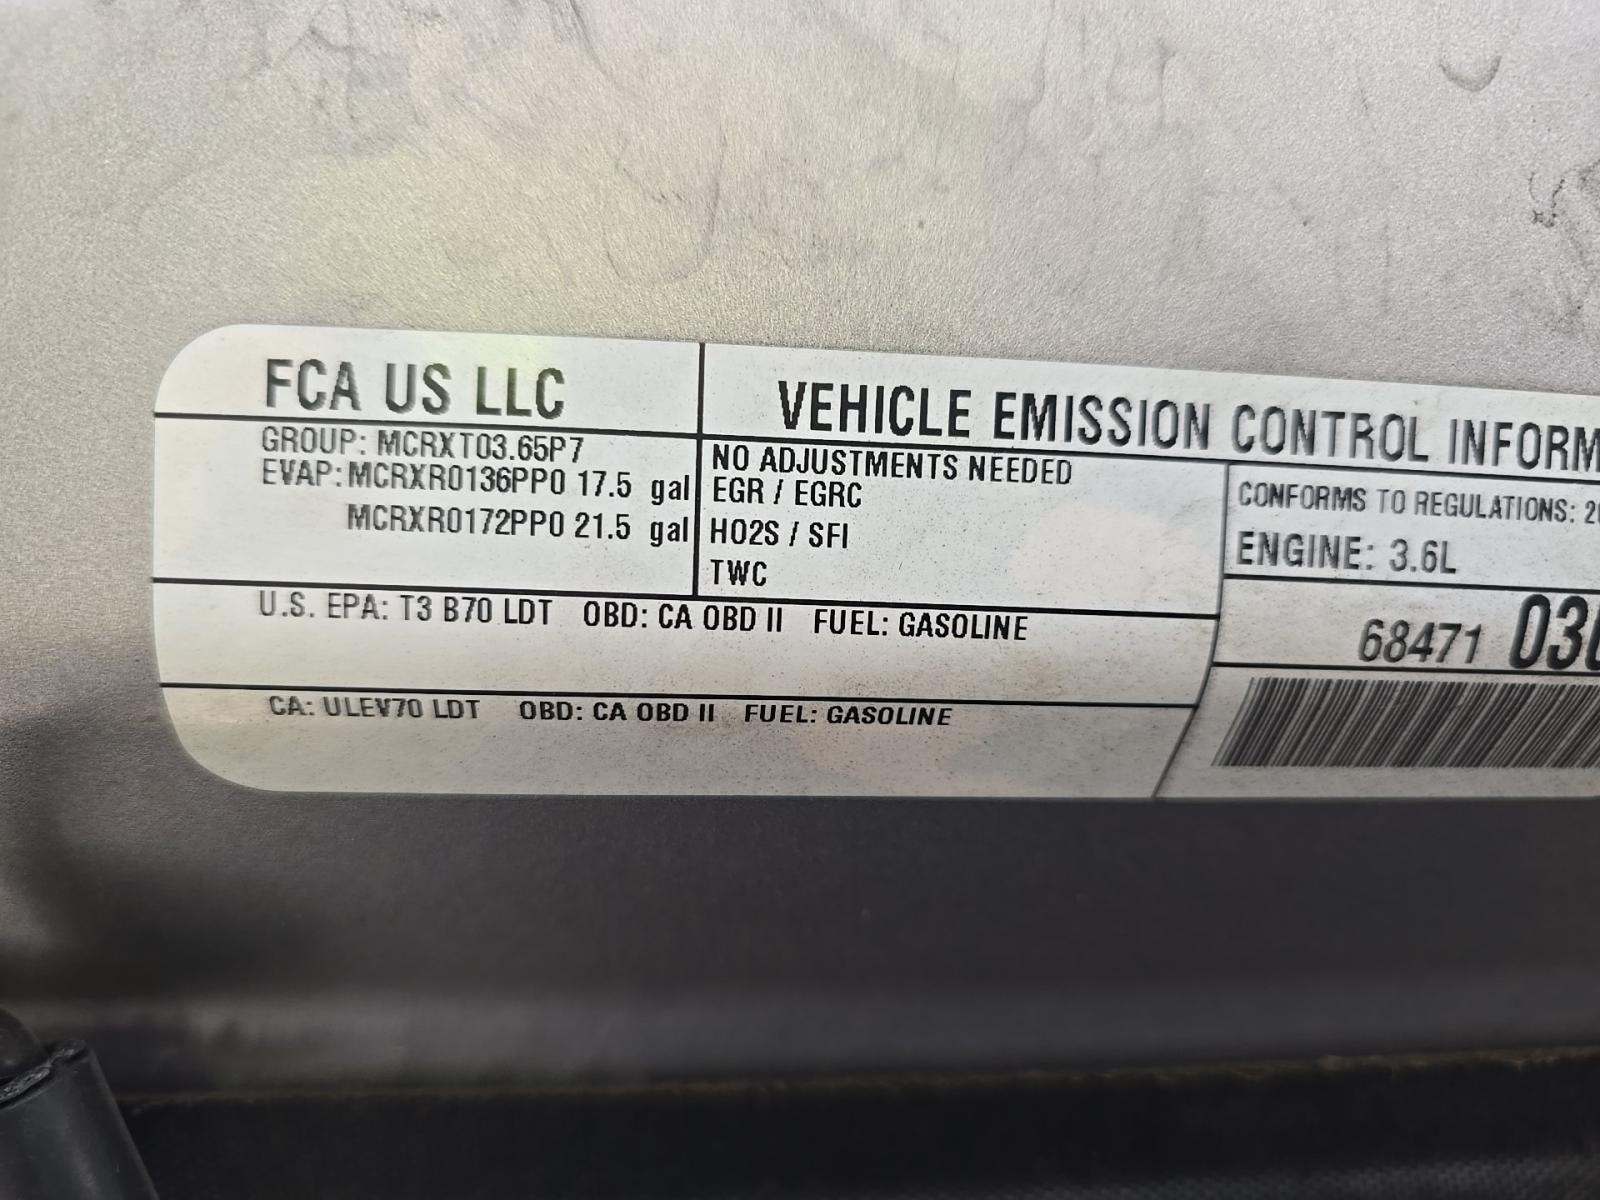 FCA US LLC
VEHICLE EMISSION CONTROL
GROUP: MCRXT03.65P7
EVAP: MCRXR0136PP0 17.5 gal
MCRXR0172PP0 21.5 gal
NO ADJUSTMENTS NEEDED
EGR / EGRC
HO2S / SFI
TWC
CONFORMS TO REGULATIONS:
ENGINE: 3.6L
68471
U.S. EPA: T3 B70 LDT OBD: CA OBD II FUEL: GASOLINE
CA: ULEV70 LDT OBD: CA OBD II FUEL: GASOLINE